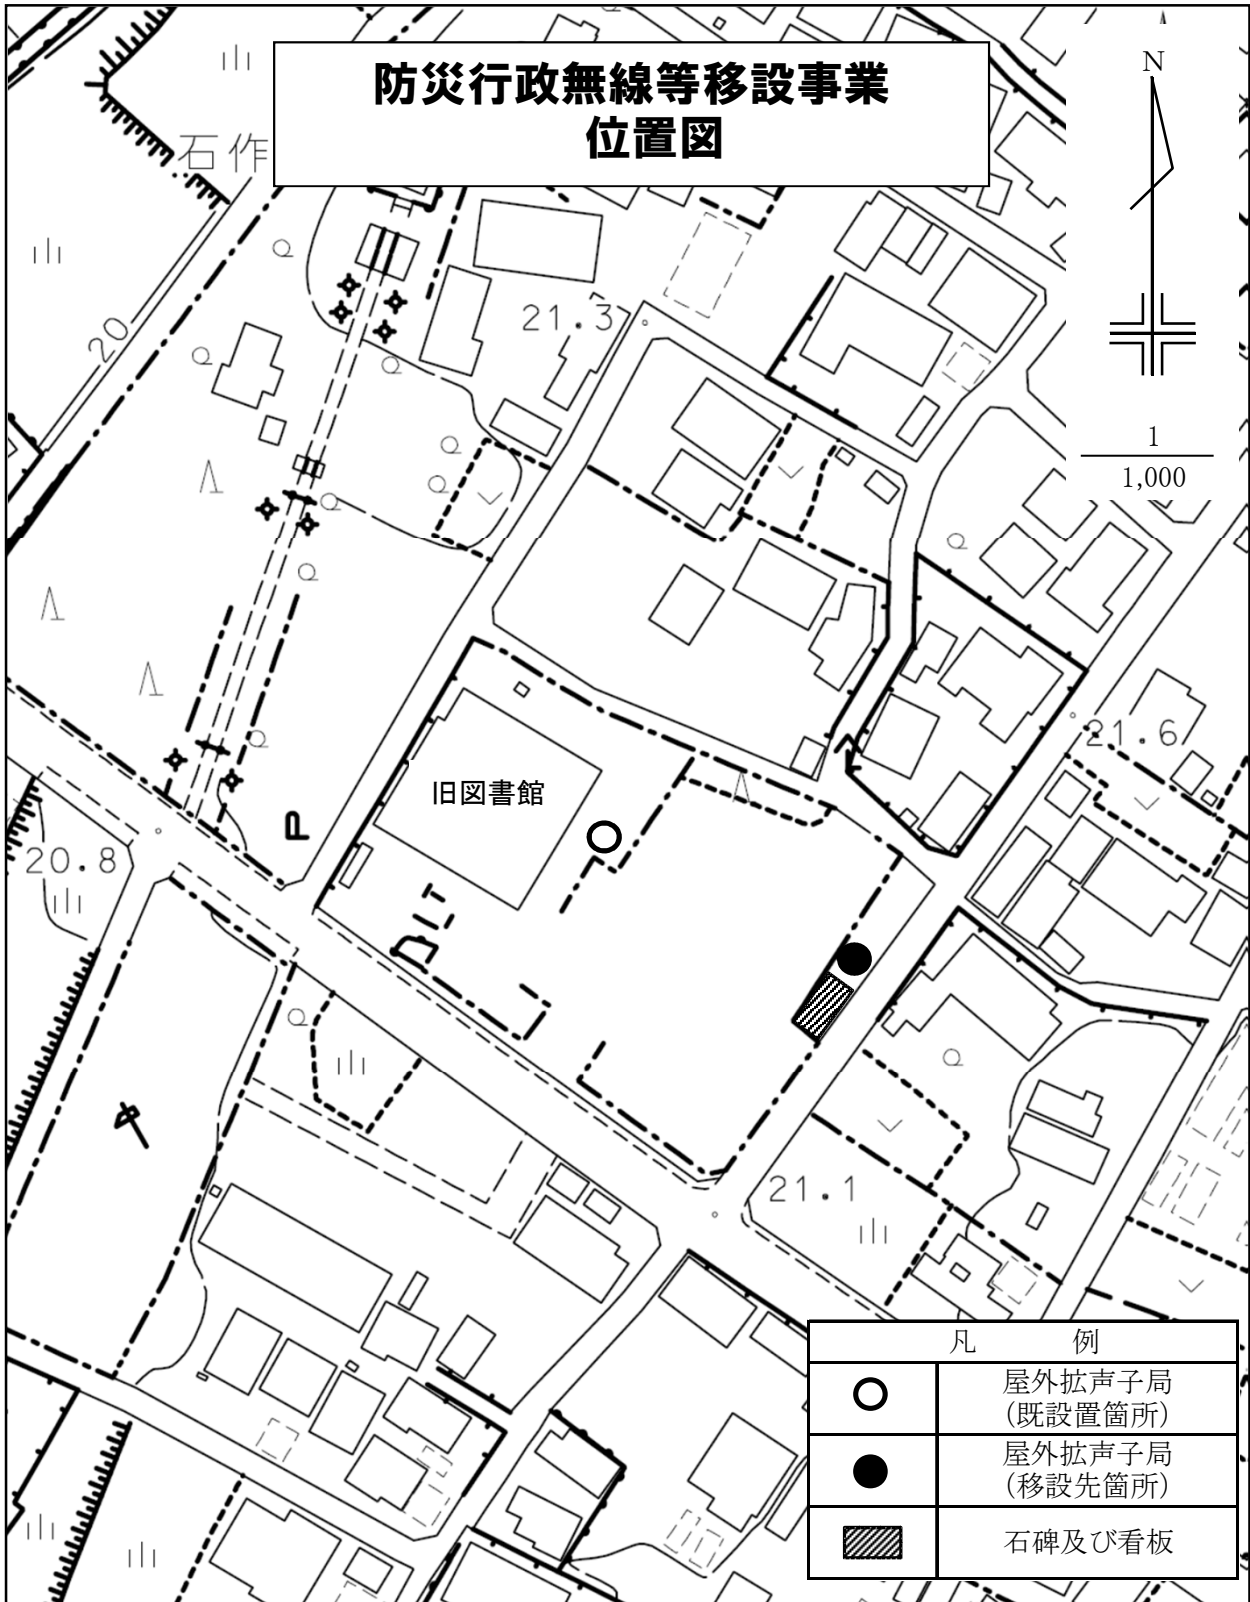 防災行政無線等移設事業
位置図
N
石作
20
21.3
1
1,000
21.6
旧図書館
P
20.8
21.1
凡 例
屋外拡声子局
(既設置箇所)
屋外拡声子局
(移設先箇所)
石碑及び看板